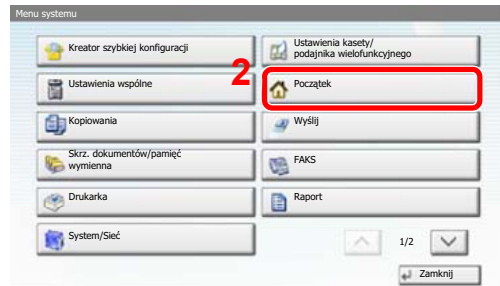 Menu systemu
Kreator szybkiej konfiguracji
Ustawienia kasety/
podajnika wielofunkcyjnego
2
Ustawienia wspólne
Początek
Kopiowania
Wyślij
Skrz. dokumentów/pamięć
wymienna
FAKS
Drukarka
Raport
System/Sieć
1/2
Zamknij